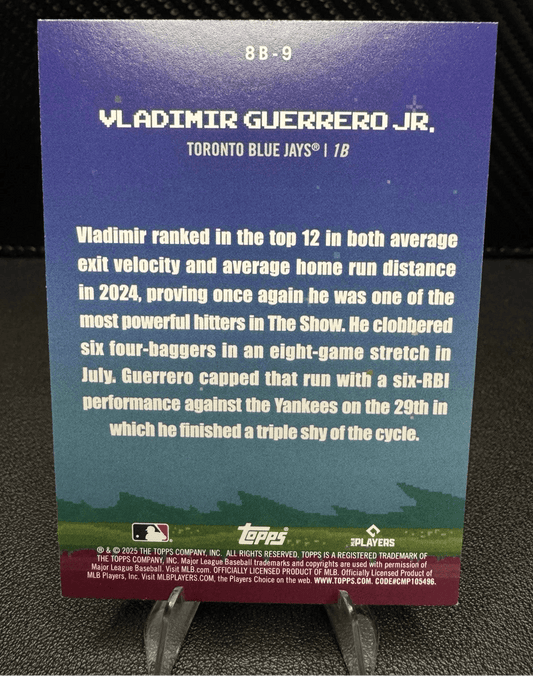 8B-9
VLADIMIR GUERRERO JR.
TORONTO BLUE JAYS® | 1B
Vladimir ranked in the top 12 in both average
exit velocity and average home run distance
in 2024, proving once again he was one of the
most powerful hitters in The Show. He clobbered
six four-baggers in an eight-game stretch in
July. Guerrero capped that run with a six-RBI
performance against the Yankees on the 29th in
which he finished a triple shy of the cycle.
TOPPS
MLB PLAYERS
® & © 2025 THE TOPPS COMPANY, INC. ALL RIGHTS RESERVED. TOPPS IS A REGISTERED TRADEMARK OF
THE TOPPS COMPANY, INC. Major League Baseball trademarks and copyrights are used with permission of
Major League Baseball. Visit MLB.com. OFFICIALLY LICENSED PRODUCT OF MLB. Officially Licensed Product of
MLB Players, Inc. Visit MLBPLAYERS.COM, the Players Choice on the web. WWW.TOPPS.COM. CODE#CMP105496.